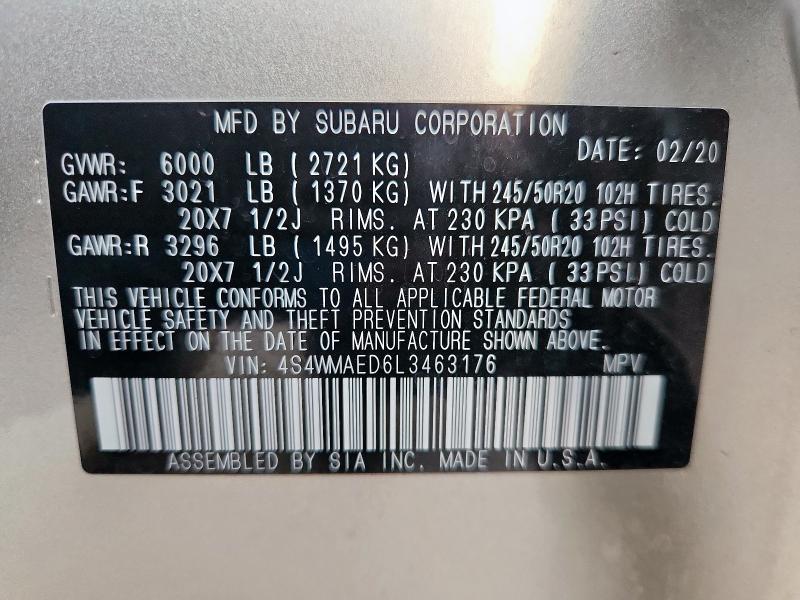 MFD BY SUBARU CORPORATION
DATE: 02/20
GVWR: 6000 LB ( 2721 KG)
GAWR:F 3021 LB ( 1370 KG) WITH 245/50R20 102H TIRES.
20X7 1/2J RIMS. AT 230 KPA ( 33 PSI) COLD
GAWR:R 3296 LB ( 1495 KG) WITH 245/50R20 102H TIRES.
20X7 1/2J RIMS. AT 230 KPA ( 33 PSI) COLD
THIS VEHICLE CONFORMS TO ALL APPLICABLE FEDERAL MOTOR
VEHICLE SAFETY AND THEFT PREVENTION STANDARDS
IN EFFECT ON THE DATE OF MANUFACTURE SHOWN ABOVE.
VIN: 4S4WMAED6L3463176 MPV
ASSEMBLED BY SIA INC. MADE IN U.S.A.